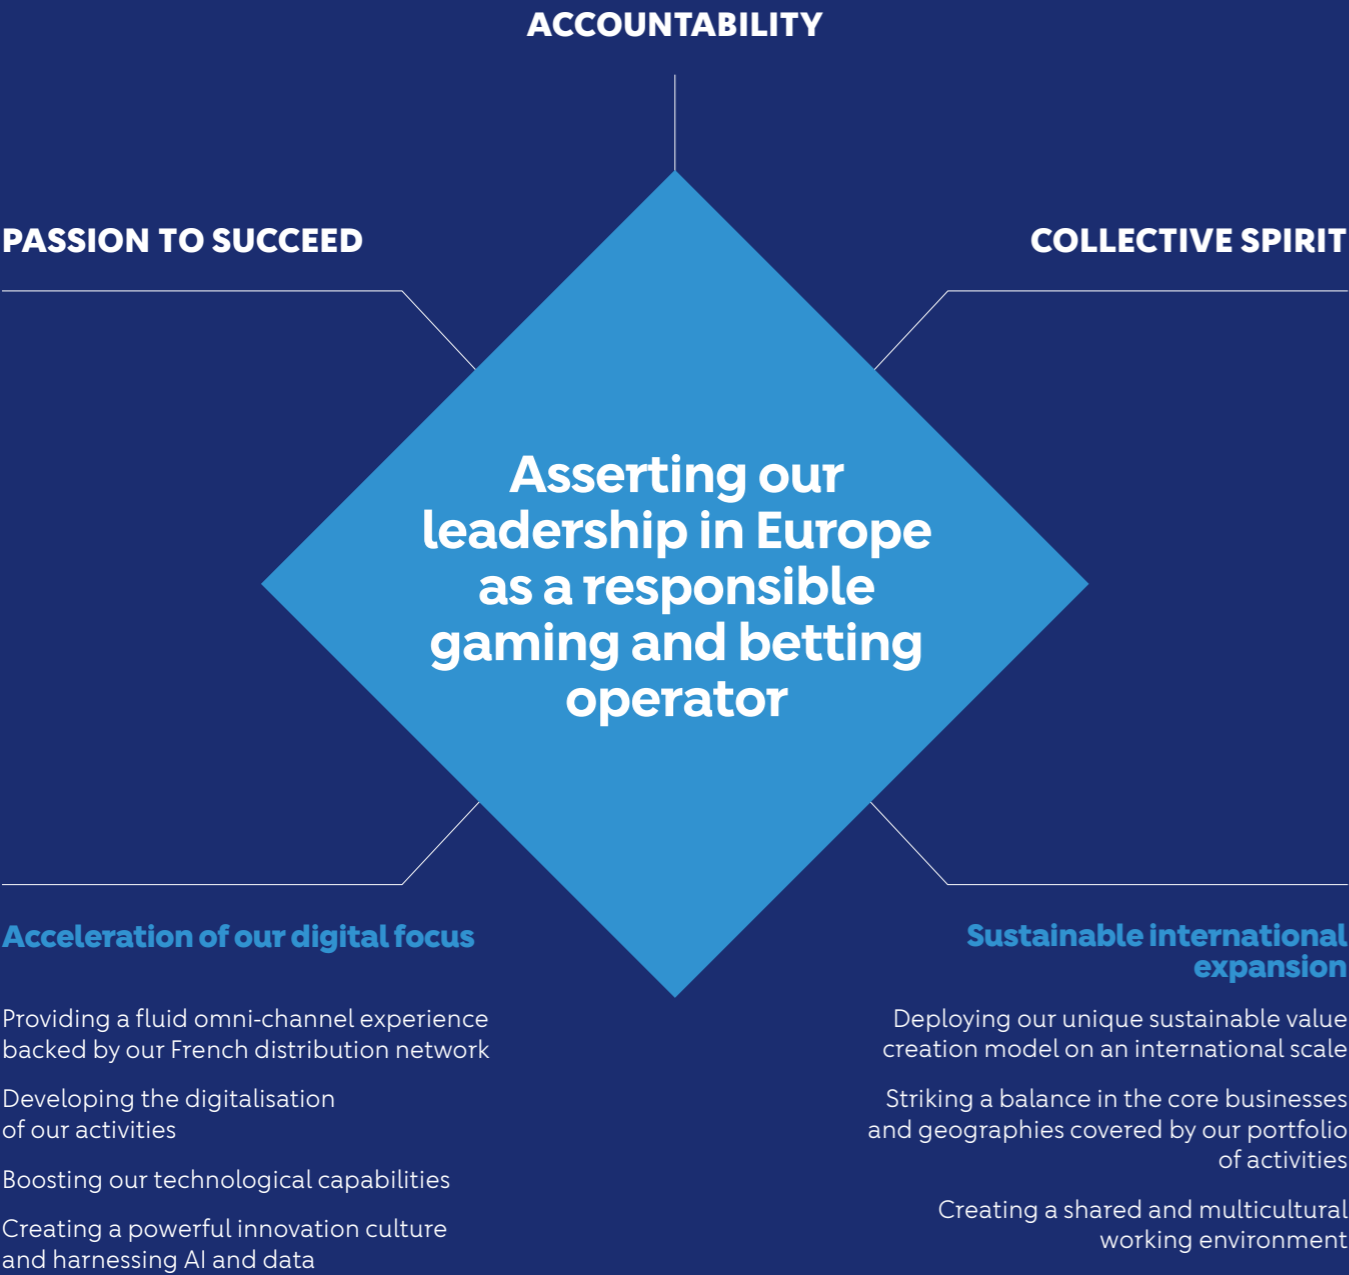 ACCOUNTABILITY
PASSION TO SUCCEED
COLLECTIVE SPIRIT
Asserting our
leadership in Europe
as a responsible
gaming and betting
operator
Acceleration of our digital focus
Providing a fluid omni-channel experience
backed by our French distribution network
Developing the digitalisation
of our activities
Boosting our technological capabilities
Creating a powerful innovation culture
and harnessing AI and data
Sustainable international
expansion
Deploying our unique sustainable value
creation model on an international scale
Striking a balance in the core businesses
and geographies covered by our portfolio
of activities
Creating a shared and multicultural
working environment